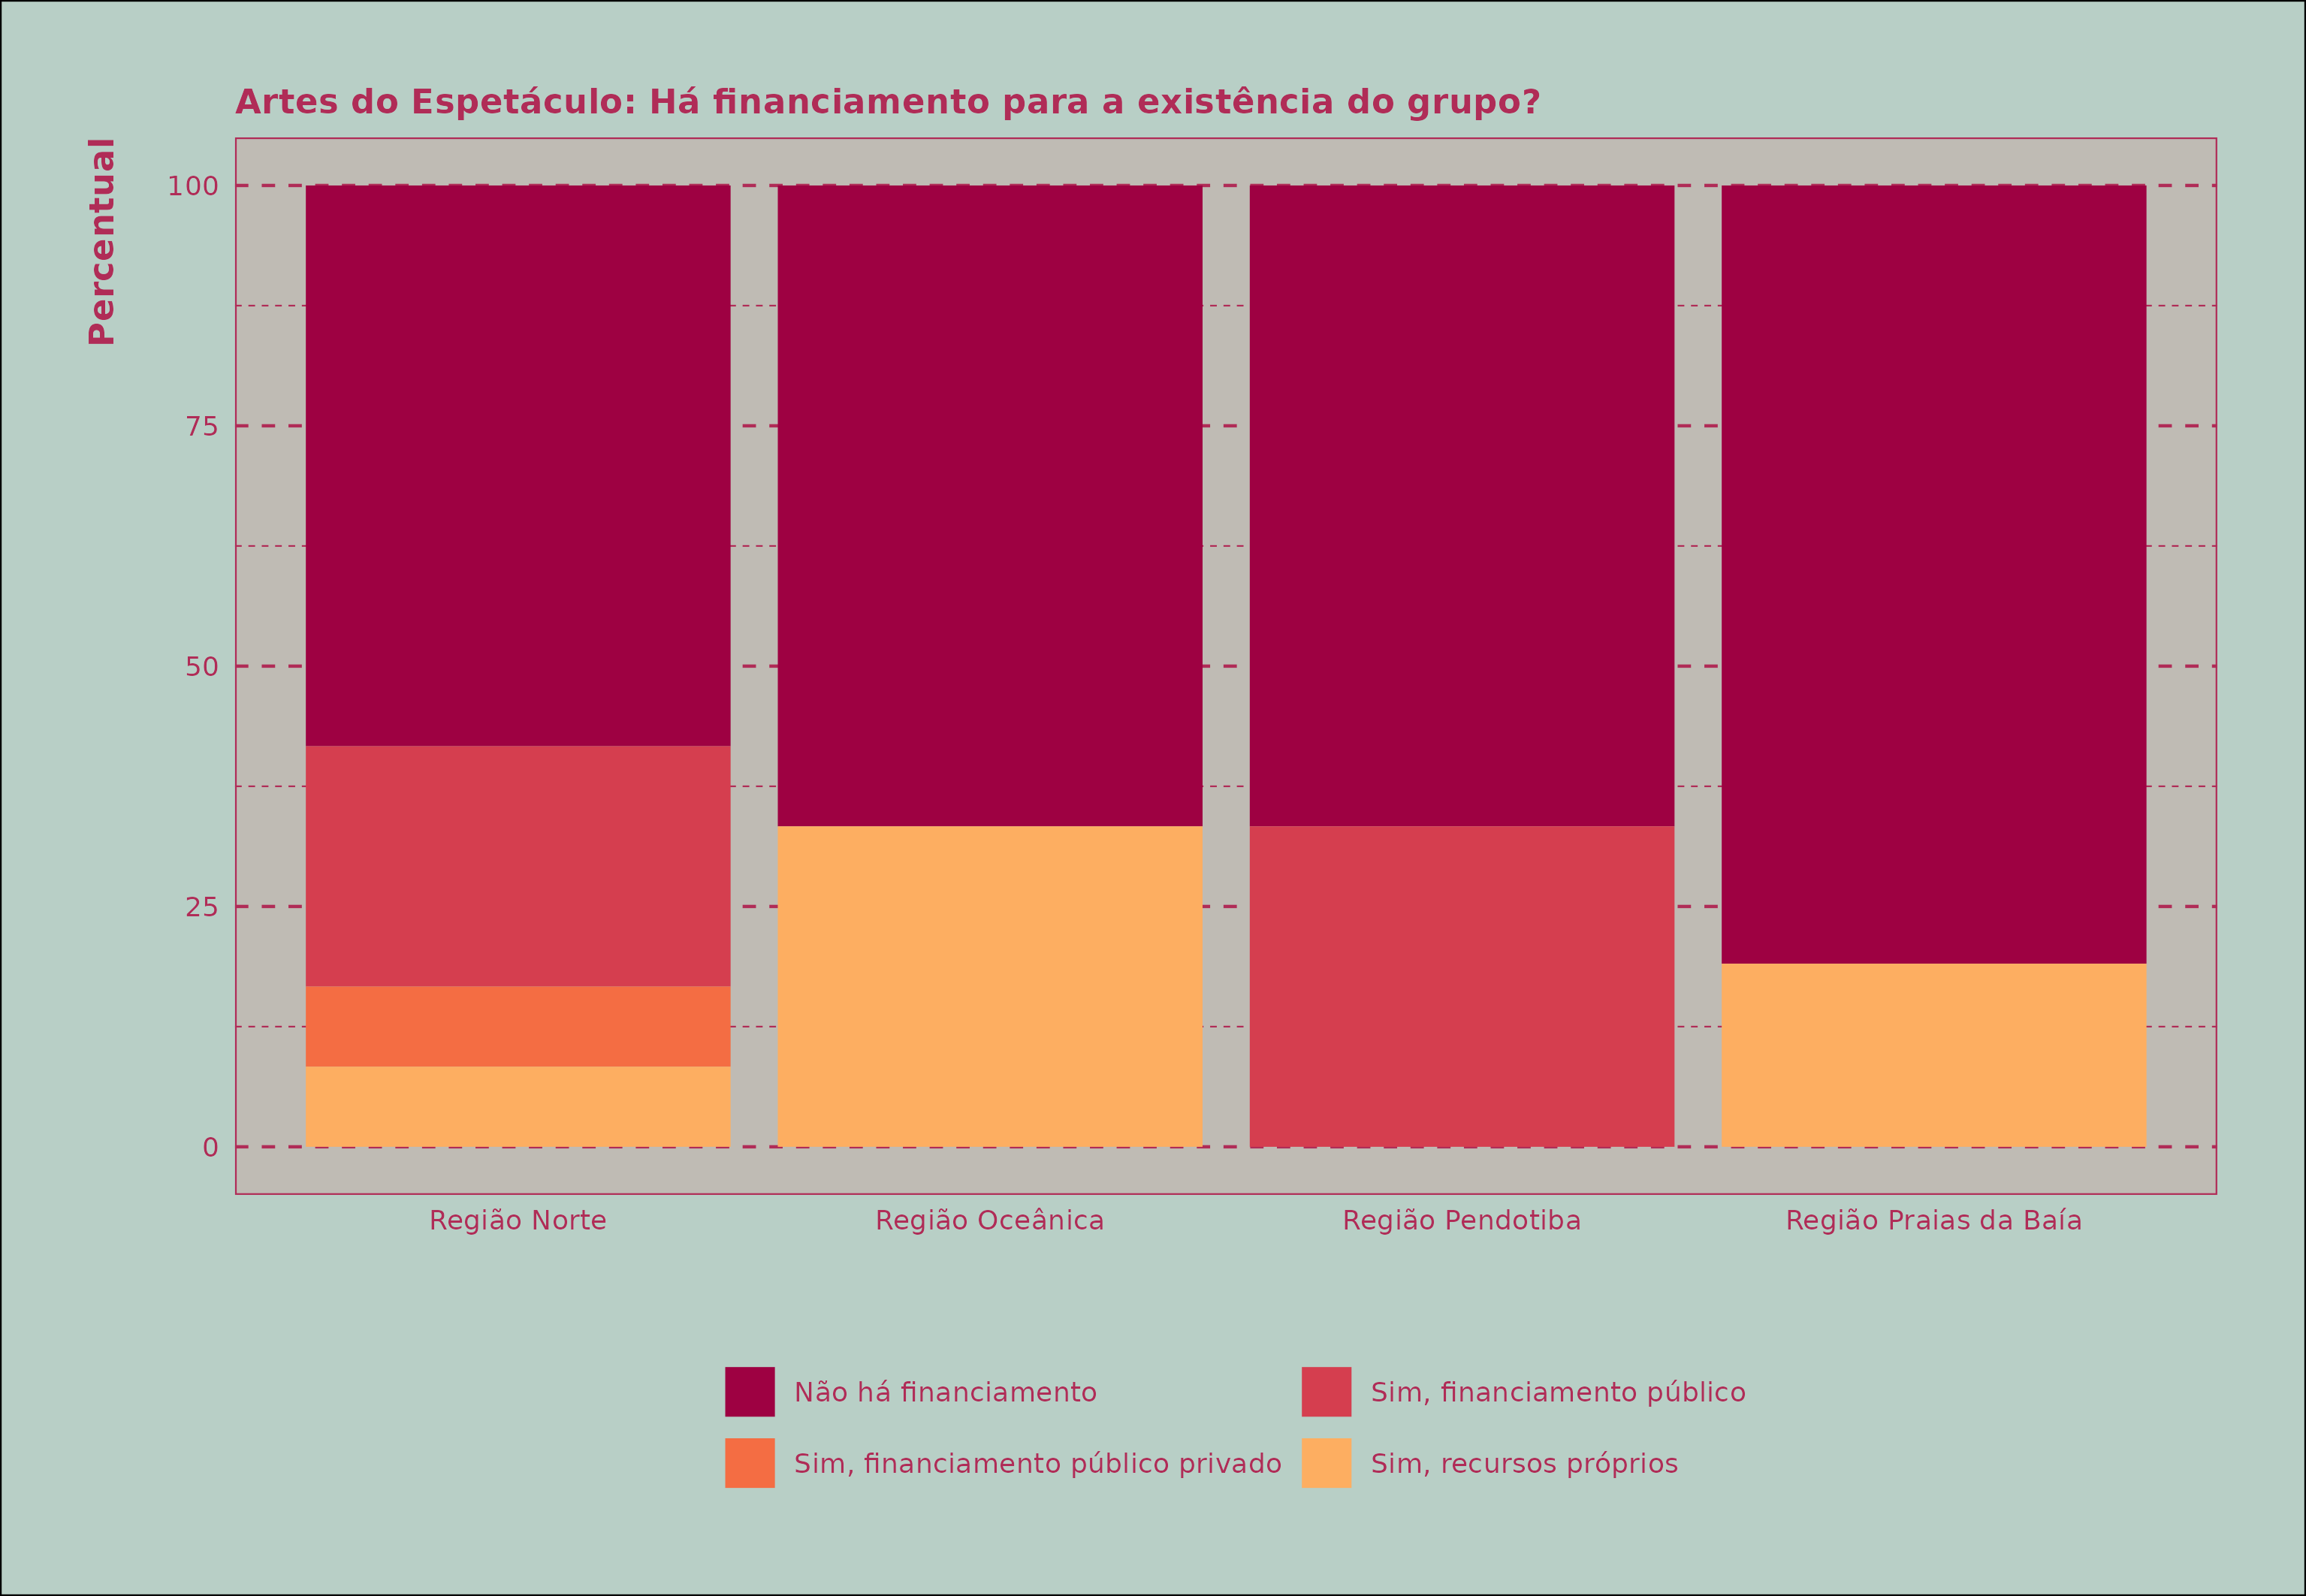 Artes do Espetáculo: Há financiamento para a existência do grupo?
Percentual
100
75
50
25
0
Região Norte
Região Oceânica
Região Pendotiba
Região Praias da Baía
Não há financiamento
Sim, financiamento público
Sim, financiamento público privado
Sim, recursos próprios